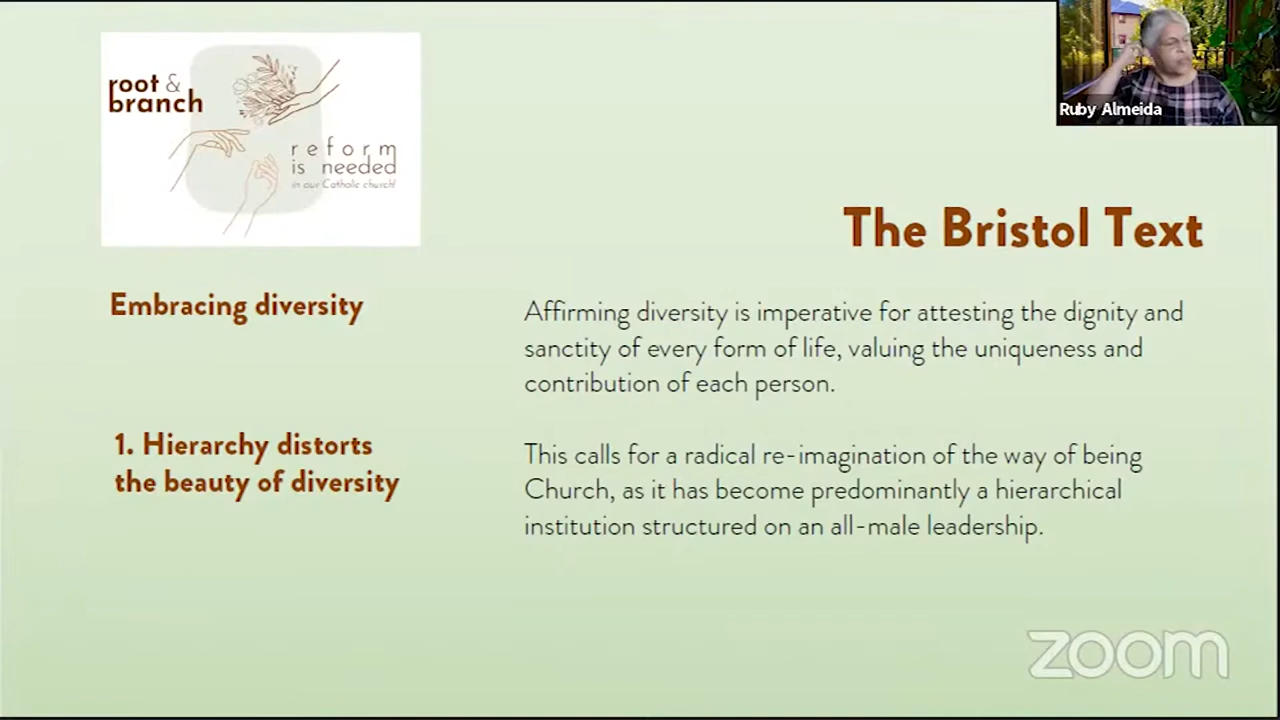 root &
branch
reform
is needed
in our Catholic church!
Ruby Almeida
The Bristol Text
Embracing diversity
Affirming diversity is imperative for attesting the dignity and
sanctity of every form of life, valuing the uniqueness and
contribution of each person.
1. Hierarchy distorts
the beauty of diversity
This calls for a radical re-imagination of the way of being
Church, as it has become predominantly a hierarchical
institution structured on an all-male leadership.
zoom